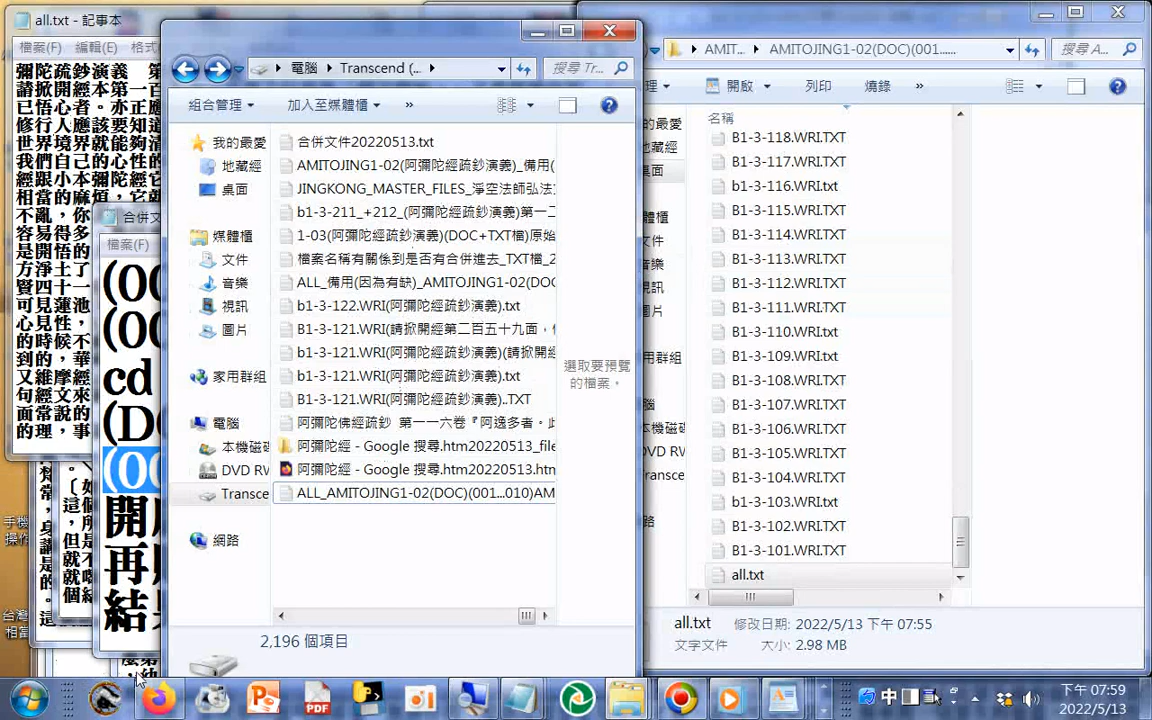 all.txt - 記事本
檔案(F) 編輯(E) 格式
彌陀疏鈔演義 第一百
請掀開經本第
已悟心者。亦正應
修行人應該要知道
世界境界就能夠清
我們自己的心性的
經跟小本彌陀經它
相當的麻煩，它就
不亂，你
容易得多
是開悟的
方淨土了
賢四十一
可見蓮池
心見性，
的時候不
到的，華
又維摩經
句經文來
面常說的
的理，事
合併文
檔案(F)
(00
(00
cd
(D
(00
開
再
結
電腦 Transcend (...
搜尋 Tr...
組合管理 加入至媒體櫃 »
我的最愛
地藏經
桌面
媒體櫃
文件
音樂
視訊
圖片
家用群組
電腦
本機磁碟
DVD RW
Transce
網路
合併文件20220513.txt
AMITOJING1-02(阿彌陀經疏鈔演義)_備用(
JINGKONG_MASTER_FILES_淨空法師弘法
b1-3-211_+212_(阿彌陀經疏鈔演義)第一二
1-03(阿彌陀經疏鈔演義)(DOC+TXT檔)原始
檔案名稱有關係到是否有合併進去_TXT檔_2
ALL_備用(因為有缺)_AMITOJING1-02(DOC
b1-3-122.WRI(阿彌陀經疏鈔演義).txt
B1-3-121.WRI(請掀開經第二百五十九面，
b1-3-121.WRI(阿彌陀經疏鈔演義)(請掀開經
b1-3-121.WRI(阿彌陀經疏鈔演義).txt
B1-3-121.WRI(阿彌陀經疏鈔演義)..TXT
阿彌陀佛經疏鈔 第一一六卷『阿逸多者。此
阿彌陀經 - Google 搜尋.htm20220513_file
阿彌陀經 - Google 搜尋.htm20220513.htm
ALL_AMITOJING1-02(DOC)(001...010)AM
選取要預覽
的檔案。
2,196 個項目
AMIT... AMITOJING1-02(DOC)(001......
搜尋 A...
理 開啟 列印 燒錄 »
名稱
B1-3-118.WRI.TXT
B1-3-117.WRI.TXT
b1-3-116.WRI.txt
B1-3-115.WRI.TXT
B1-3-114.WRI.TXT
B1-3-113.WRI.TXT
B1-3-112.WRI.TXT
B1-3-111.WRI.TXT
B1-3-110.WRI.txt
B1-3-109.WRI.txt
B1-3-108.WRI.TXT
B1-3-107.WRI.TXT
B1-3-106.WRI.TXT
B1-3-105.WRI.TXT
B1-3-104.WRI.TXT
b1-3-103.WRI.txt
B1-3-102.WRI.TXT
B1-3-101.WRI.TXT
all.txt
all.txt 修改日期: 2022/5/13 下午 07:55
文字文件 大小: 2.98 MB
手機
操作
台灣
相當
中
下午 07:59
2022/5/13